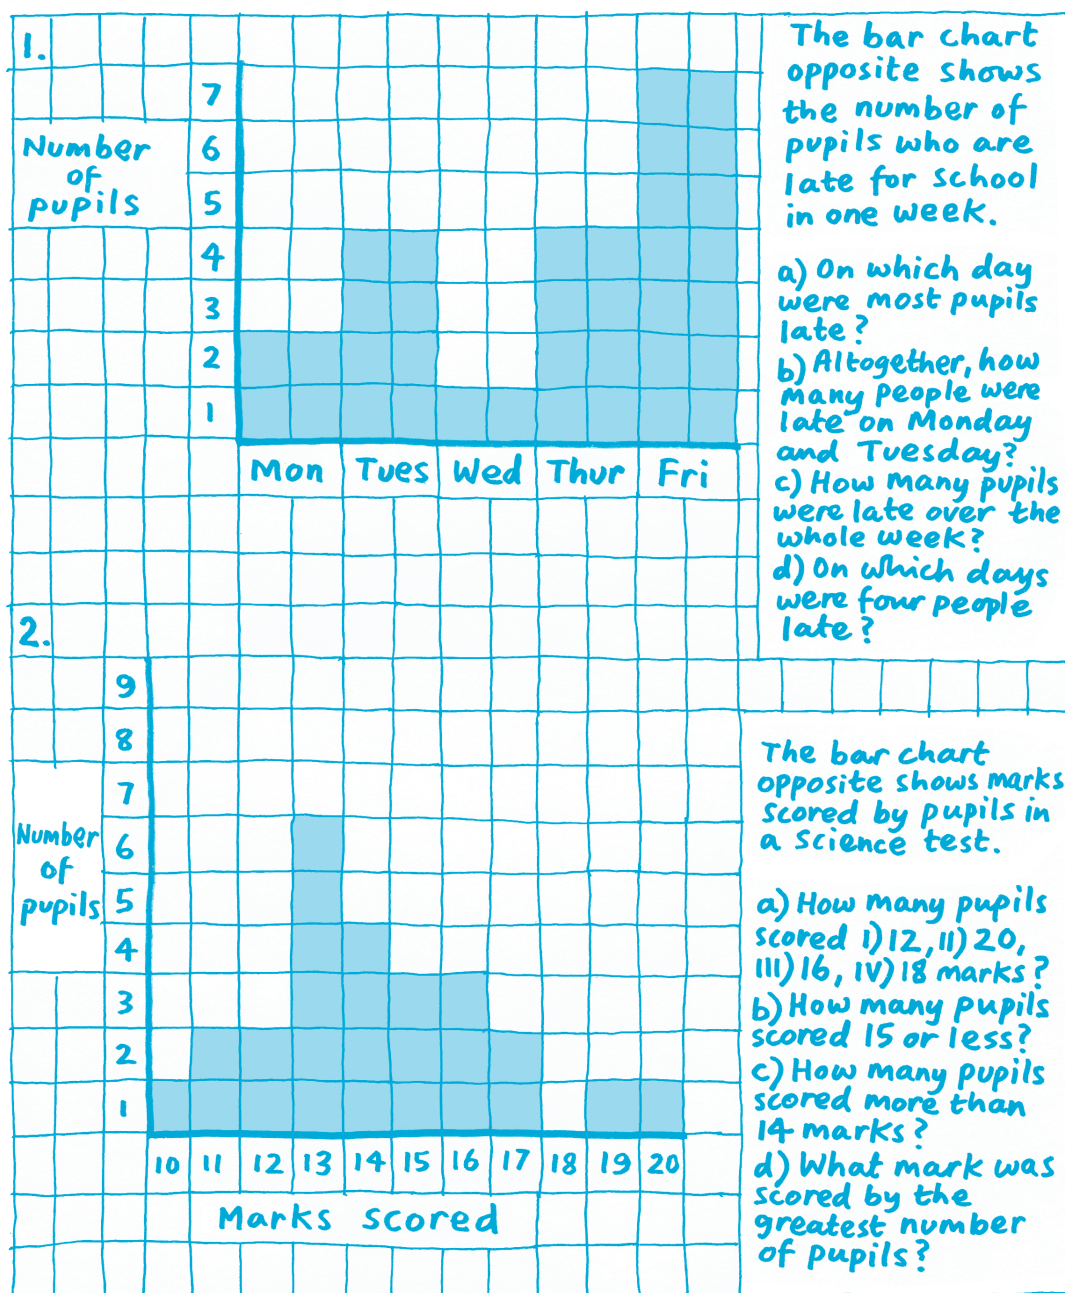 1.
7
Number
of
pupils
6
5
4
3
2
1
Mon Tues Wed Thur Fri
The bar chart
opposite shows
the number of
pupils who are
late for school
in one week.
a) On which day
were most pupils
late?
b) Altogether, how
many people were
late on Monday
and Tuesday?
c) How many pupils
were late over the
whole week?
d) On which days
were four people
late?
2.
9
8
7
Number
of
pupils
6
5
4
3
2
1
10 11 12 13 14 15 16 17 18 19 20
Marks scored
The bar chart
opposite shows marks
scored by pupils in
a science test.
a) How many pupils
scored I) 12, II) 20,
III) 16, IV) 18 marks?
b) How many pupils
scored 15 or less?
c) How many pupils
scored more than
14 marks?
d) What mark was
scored by the
greatest number
of pupils?